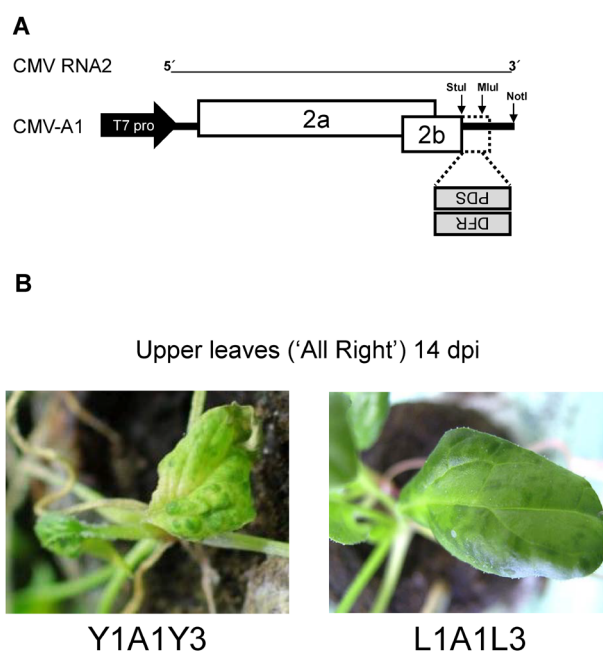 A
CMV RNA2 5´ 3´
StuI MluI NotI
CMV-A1 T7 pro 2a 2b
PDS
DFR
B
Upper leaves (‘All Right’) 14 dpi
Y1A1Y3 L1A1L3